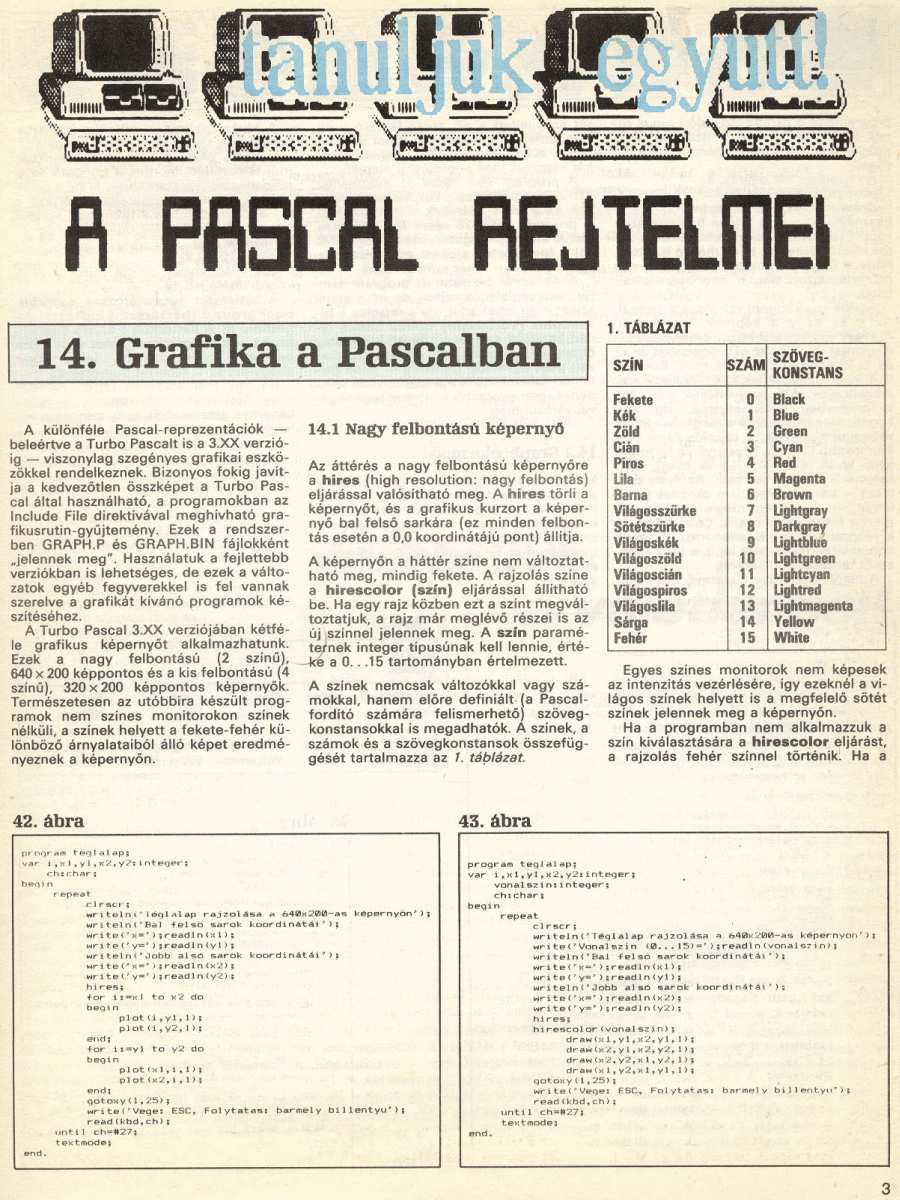 tanuljuk együtt!
A PASCAL REJTELMEI
14. Grafika a Pascalban
A különféle Pascal-reprezentációk —
beleértve a Turbo Pascalt is a 3.XX verzió-
ig — viszonylag szegényes grafikai eszkö-
zökkel rendelkeznek. Bizonyos fokig javít-
ja a kedvezőtlen összképet a Turbo Pas-
cal által használható, a programokban az
Include File direktívával meghívható gra-
fikusrutin-gyűjtemény. Ezek a rendszer-
ben GRAPH.P és GRAPH.BIN fájlokként
„jelennek meg". Használatuk a fejlettebb
verziókban is lehetséges, de ezek a válto-
zatok egyéb fegyverekkel is fel vannak
szerelve a grafikát kívánó programok ké-
szítéséhez.
A Turbo Pascal 3.XX verziójában kétfé-
le grafikus képernyőt alkalmazhatunk.
Ezek a nagy felbontású (2 színű),
640 × 200 képpontos és a kis felbontású (4
színű), 320 × 200 képpontos képernyők.
Természetesen az utóbbira készült prog-
ramok nem színes monitorokon színek
nélküli, a színek helyett a fekete-fehér kü-
lönböző árnyalataiból álló képet eredmé-
nyeznek a képernyőn.
14.1 Nagy felbontású képernyő
Az áttérés a nagy felbontású képernyőre
a hires (high resolution: nagy felbontás)
eljárással valósítható meg. A hires törli a
képernyőt, és a grafikus kurzort a képer-
nyő bal felső sarkára (ez minden felbon-
tás esetén a 0,0 koordinátájú pont) állítja.
A képernyőn a háttér színe nem változtat-
ható meg, mindig fekete. A rajzolás színe
a hirescolor (szín) eljárással állítható
be. Ha egy rajz közben ezt a színt megvál-
toztatjuk, a rajz már meglévő részei is az
új színnel jelennek meg. A szín paramé-
ternek integer típusúnak kell lennie, érté-
ke a 0. . .15 tartományban értelmezett.
A színek nemcsak változókkal vagy szá-
mokkal, hanem előre definiált (a Pascal-
fordító számára felismerhető) szöveg-
konstansokkal is megadhatók. A színek, a
számok és a szövegkonstansok összefüg-
gését tartalmazza az 1. táblázat.
1. TÁBLÁZAT
SZÍN SZÁM SZÖVEG-
KONSTANS
Fekete 0 Black
Kék 1 Blue
Zöld 2 Green
Cián 3 Cyan
Piros 4 Red
Lila 5 Magenta
Barna 6 Brown
Világosszürke 7 Lightgray
Sötétszürke 8 Darkgray
Világoskék 9 Lightblue
Világoszöld 10 Lightgreen
Világoscián 11 Lightcyan
Világospiros 12 Lightred
Világoslila 13 Lightmagenta
Sárga 14 Yellow
Fehér 15 White
Egyes színes monitorok nem képesek
az intenzitás vezérlésére, így ezeknél a vi-
lágos színek helyett is a megfelelő sötét
színek jelennek meg a képernyőn.
Ha a programban nem alkalmazzuk a
szín kiválasztására a hirescolor eljárást,
a rajzolás fehér színnel történik. Ha a
42. ábra
program teglalap;
var i,x1,y1,x2,y2:integer;
ch:char;
begin
repeat
clrscr;
writeln('Téglalap rajzolása a 640x200-as képernyőn');
writeln('Bal felső sarok koordinátái');
write('x=');readln(x1);
write('y=');readln(y1);
writeln('Jobb alsó sarok koordinátái');
write('x=');readln(x2);
write('y=');readln(y2);
hires;
for i:=x1 to x2 do
begin
plot(i,y1,1);
plot(i,y2,1);
end;
for i:=y1 to y2 do
begin
plot(x1,i,1);
plot(x2,i,1);
end;
gotoxy(1,25);
write('Vege: ESC, Folytatas: barmely billentyu');
read(kbd,ch);
until ch=#27;
textmode;
end.
43. ábra
program teglalap;
var i,x1,y1,x2,y2:integer;
vonalszin:integer;
ch:char;
begin
repeat
clrscr;
writeln('Téglalap rajzolása a 640x200-as képernyőn');
write('Vonalszin (0...15)=');readln(vonalszin);
writeln('Bal felső sarok koordinátái');
write('x=');readln(x1);
write('y=');readln(y1);
writeln('Jobb alsó sarok koordinátái');
write('x=');readln(x2);
write('y=');readln(y2);
hires;
hirescolor(vonalszin);
draw(x1,y1,x2,y1,1);
draw(x2,y1,x2,y2,1);
draw(x2,y2,x1,y2,1);
draw(x1,y2,x1,y1,1);
gotoxy(1,25);
write('Vege: ESC, Folytatas: barmely billentyu');
read(kbd,ch);
until ch=#27;
textmode;
end.
3